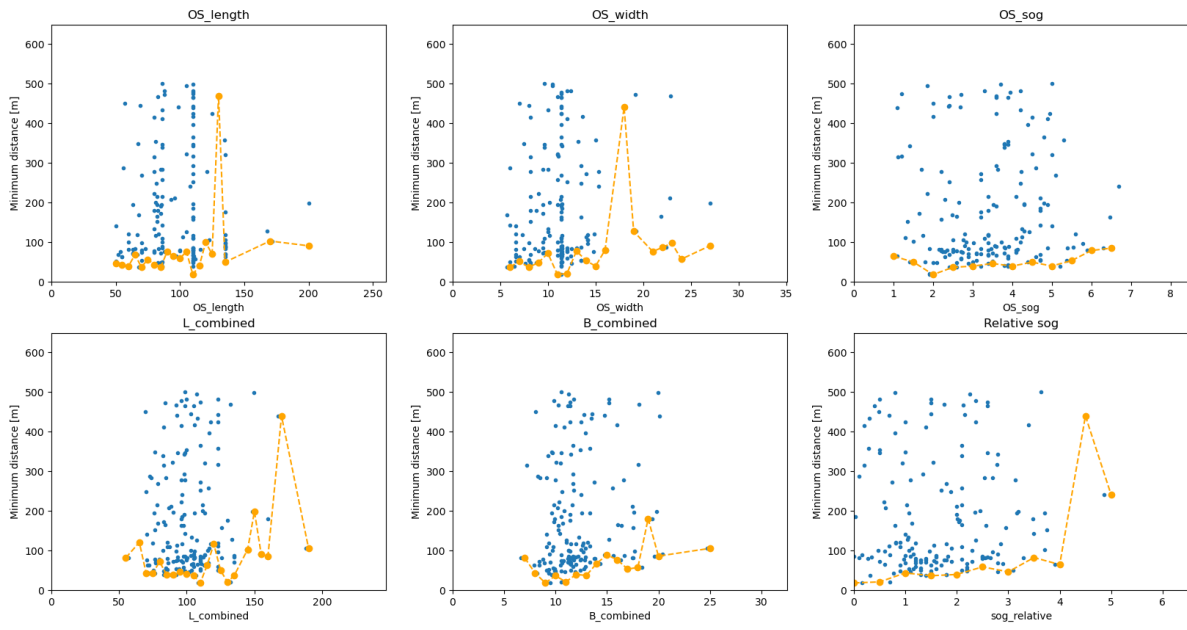 OS_length
Minimum distance [m]
600
500
400
300
200
100
0
0 50 100 150 200 250
OS_length
OS_width
Minimum distance [m]
600
500
400
300
200
100
0
0 5 10 15 20 25 30 35
OS_width
OS_sog
Minimum distance [m]
600
500
400
300
200
100
0
0 1 2 3 4 5 6 7 8
OS_sog
L_combined
Minimum distance [m]
600
500
400
300
200
100
0
0 50 100 150 200
L_combined
B_combined
Minimum distance [m]
600
500
400
300
200
100
0
0 5 10 15 20 25 30
B_combined
Relative sog
Minimum distance [m]
600
500
400
300
200
100
0
0 1 2 3 4 5 6
sog_relative